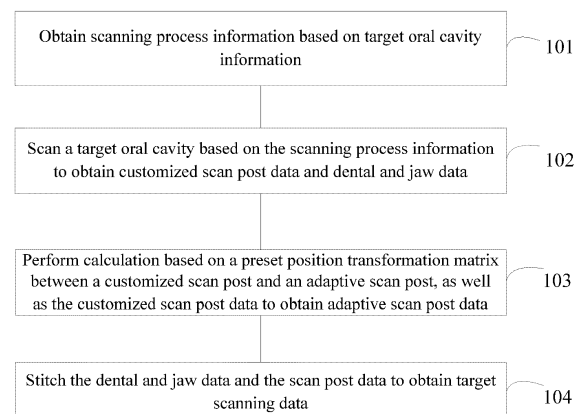 Obtain scanning process information based on target oral cavity
information
101
Scan a target oral cavity based on the scanning process information
to obtain customized scan post data and dental and jaw data
102
Perform calculation based on a preset position transformation matrix
between a customized scan post and an adaptive scan post, as well
as the customized scan post data to obtain adaptive scan post data
103
Stitch the dental and jaw data and the scan post data to obtain target
scanning data
104